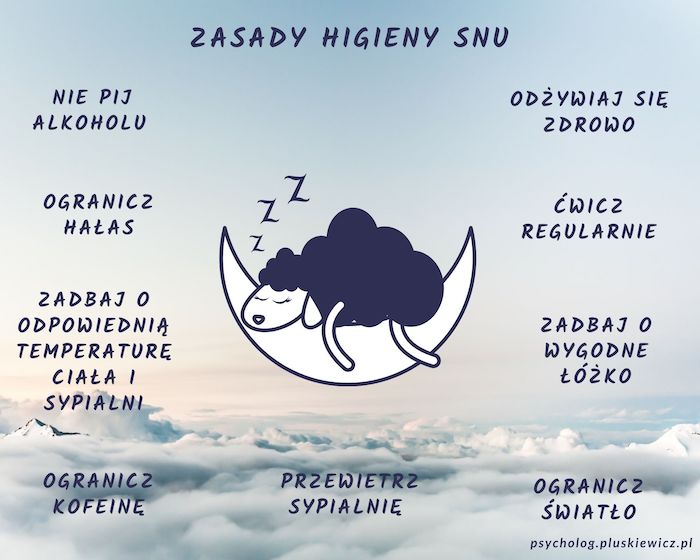 ZASADY HIGIENY SNU
NIE PIJ
ALKOHOLU
ODŻYWIAJ SIĘ
ZDROWO
OGRANICZ
HAŁAS
ĆWICZ
REGULARNIE
Z
Z
Z
ZADBAJ O
ODPOWIEDNIĄ
TEMPERATURĘ
CIAŁA I
SYPIALNI
ZADBAJ O
WYGODNE
ŁÓŻKO
OGRANICZ
KOFEINĘ
PRZEWIETRZ
SYPIALNIĘ
OGRANICZ
ŚWIATŁO
psycholog.pluskiewicz.pl